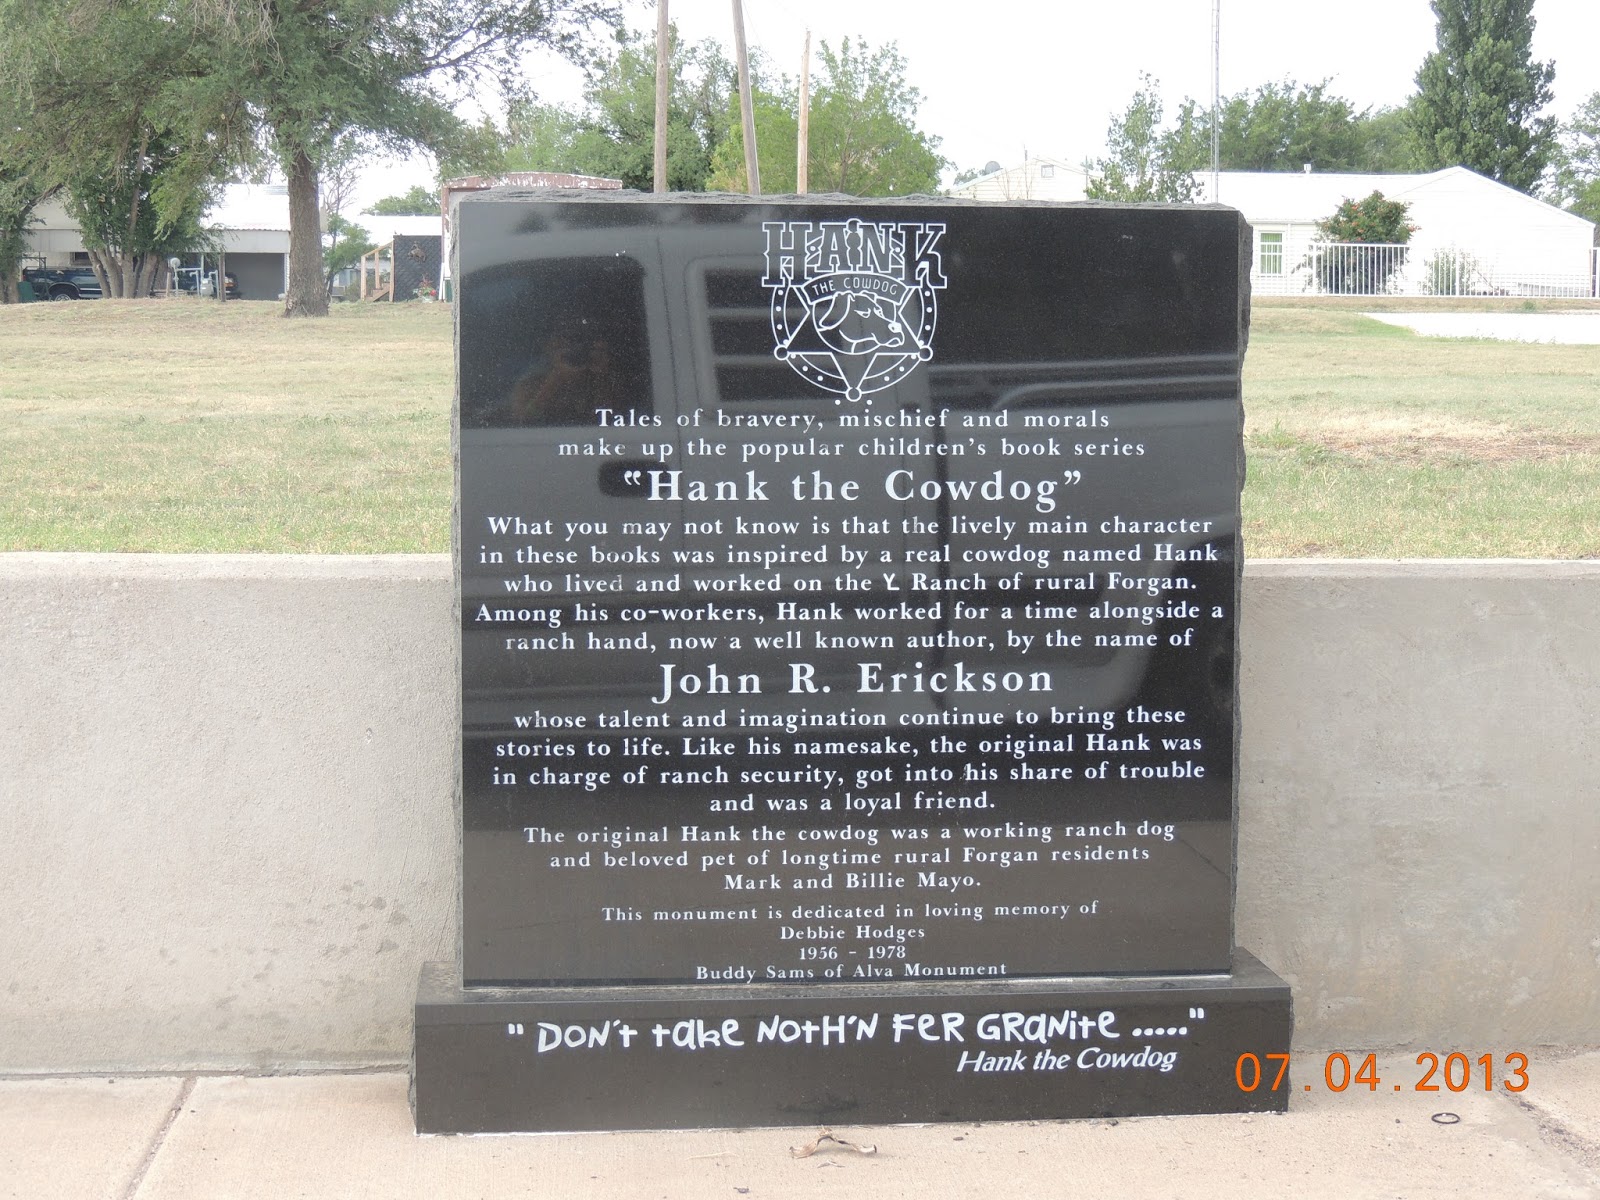 HANK
THE COWDOG
Tales of bravery, mischief and morals
make up the popular children's book series
"Hank the Cowdog"
What you may not know is that the lively main character
in these books was inspired by a real cowdog named Hank
who lived and worked on the YL Ranch of rural Forgan.
Among his co-workers, Hank worked for a time alongside a
ranch hand, now a well known author, by the name of
John R. Erickson
whose talent and imagination continue to bring these
stories to life. Like his namesake, the original Hank was
in charge of ranch security, got into his share of trouble
and was a loyal friend.
The original Hank the cowdog was a working ranch dog
and beloved pet of longtime rural Forgan residents
Mark and Billie Mayo.
This monument is dedicated in loving memory of
Debbie Hodges
1956 - 1978
Buddy Sams of Alva Monument
"DON'T TAKE NOTH'N FER GRANITE ....."
Hank the Cowdog
07.04.2013